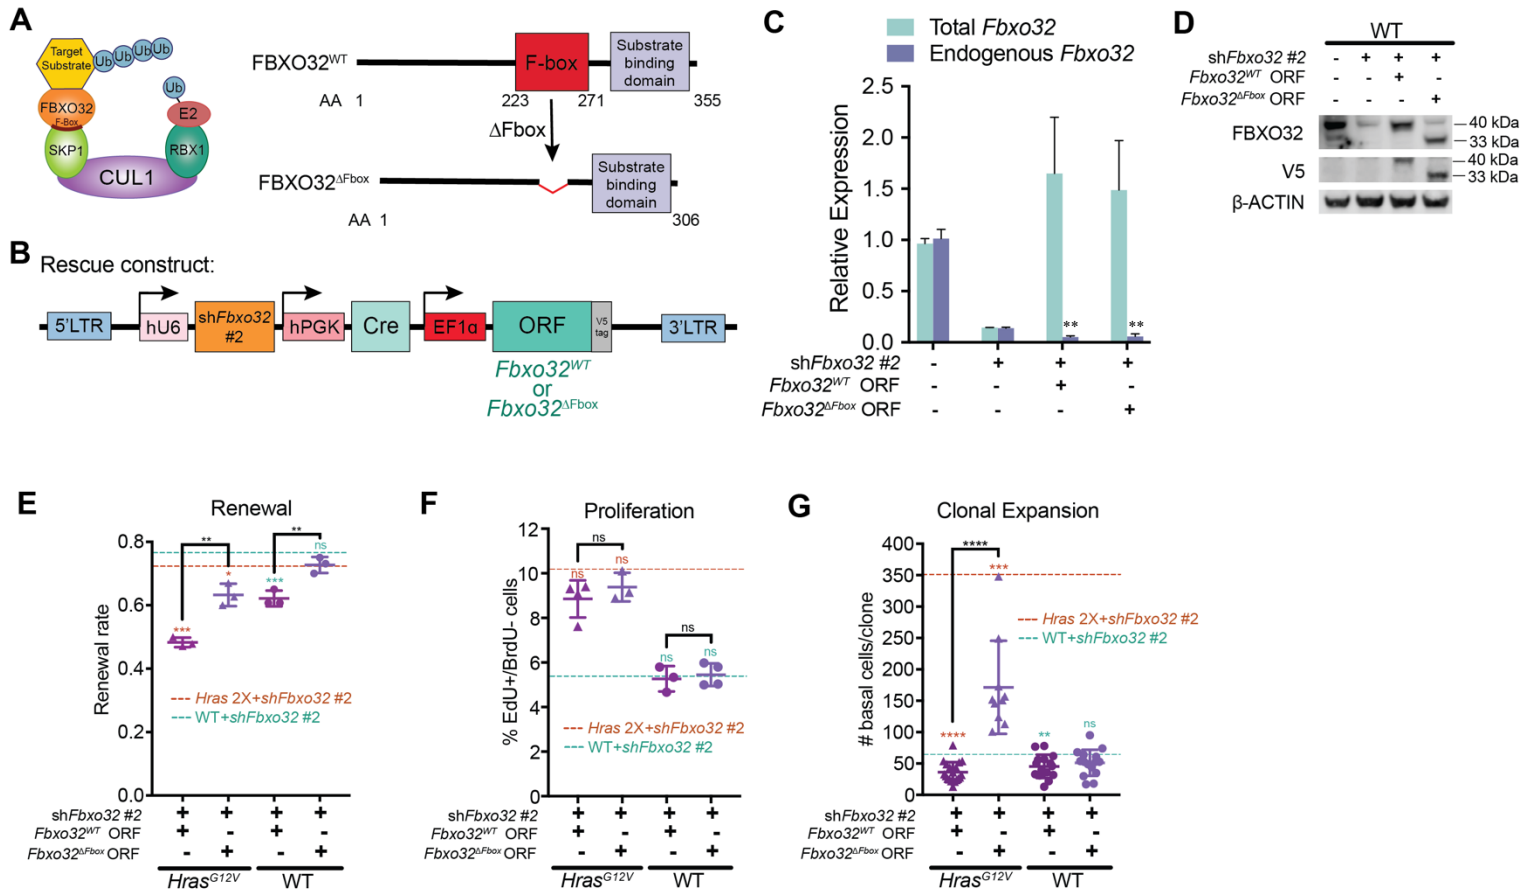 A
Target
Substrate
Ub Ub Ub Ub
Ub
FBXO32
F-Box
E2
SKP1
RBX1
CUL1
FBXO32WT
F-box
Substrate
binding
domain
AA 1
223
271
355
ΔFbox
FBXO32ΔFbox
Substrate
binding
domain
AA 1
306
B
Rescue construct:
5'LTR
hU6
shFbxo32
#2
hPGK
Cre
EF1α
ORF
V5
tag
3'LTR
Fbxo32WT
or
Fbxo32ΔFbox
C
Total Fbxo32
Endogenous Fbxo32
Relative Expression
2.5
2.0
1.5
1.0
0.5
0.0
** **
shFbxo32 #2 - + + +
Fbxo32WT ORF - - + -
Fbxo32ΔFbox ORF - - - +
D
WT
shFbxo32 #2 - + + +
Fbxo32WT ORF - - + -
Fbxo32ΔFbox ORF - - - +
FBXO32
40 kDa
33 kDa
V5
40 kDa
33 kDa
β-ACTIN
E
Renewal
Renewal rate
0.8
0.6
0.4
0.2
0.0
** **
*** * *** ns
Hras 2X+shFbxo32 #2
WT+shFbxo32 #2
shFbxo32 #2 + + + +
Fbxo32WT ORF + - + -
Fbxo32ΔFbox ORF - + - +
HrasG12V WT
F
Proliferation
% EdU+/BrdU- cells
12
10
8
6
4
2
0
ns ns
ns ns ns ns
Hras 2X+shFbxo32 #2
WT+shFbxo32 #2
shFbxo32 #2 + + + +
Fbxo32WT ORF + - + -
Fbxo32ΔFbox ORF - + - +
HrasG12V WT
G
Clonal Expansion
# basal cells/clone
400
350
300
250
200
150
100
50
0
****
**** *** ** ns
Hras 2X+shFbxo32 #2
WT+shFbxo32 #2
shFbxo32 #2 + + + +
Fbxo32WT ORF + - + -
Fbxo32ΔFbox ORF - + - +
HrasG12V WT